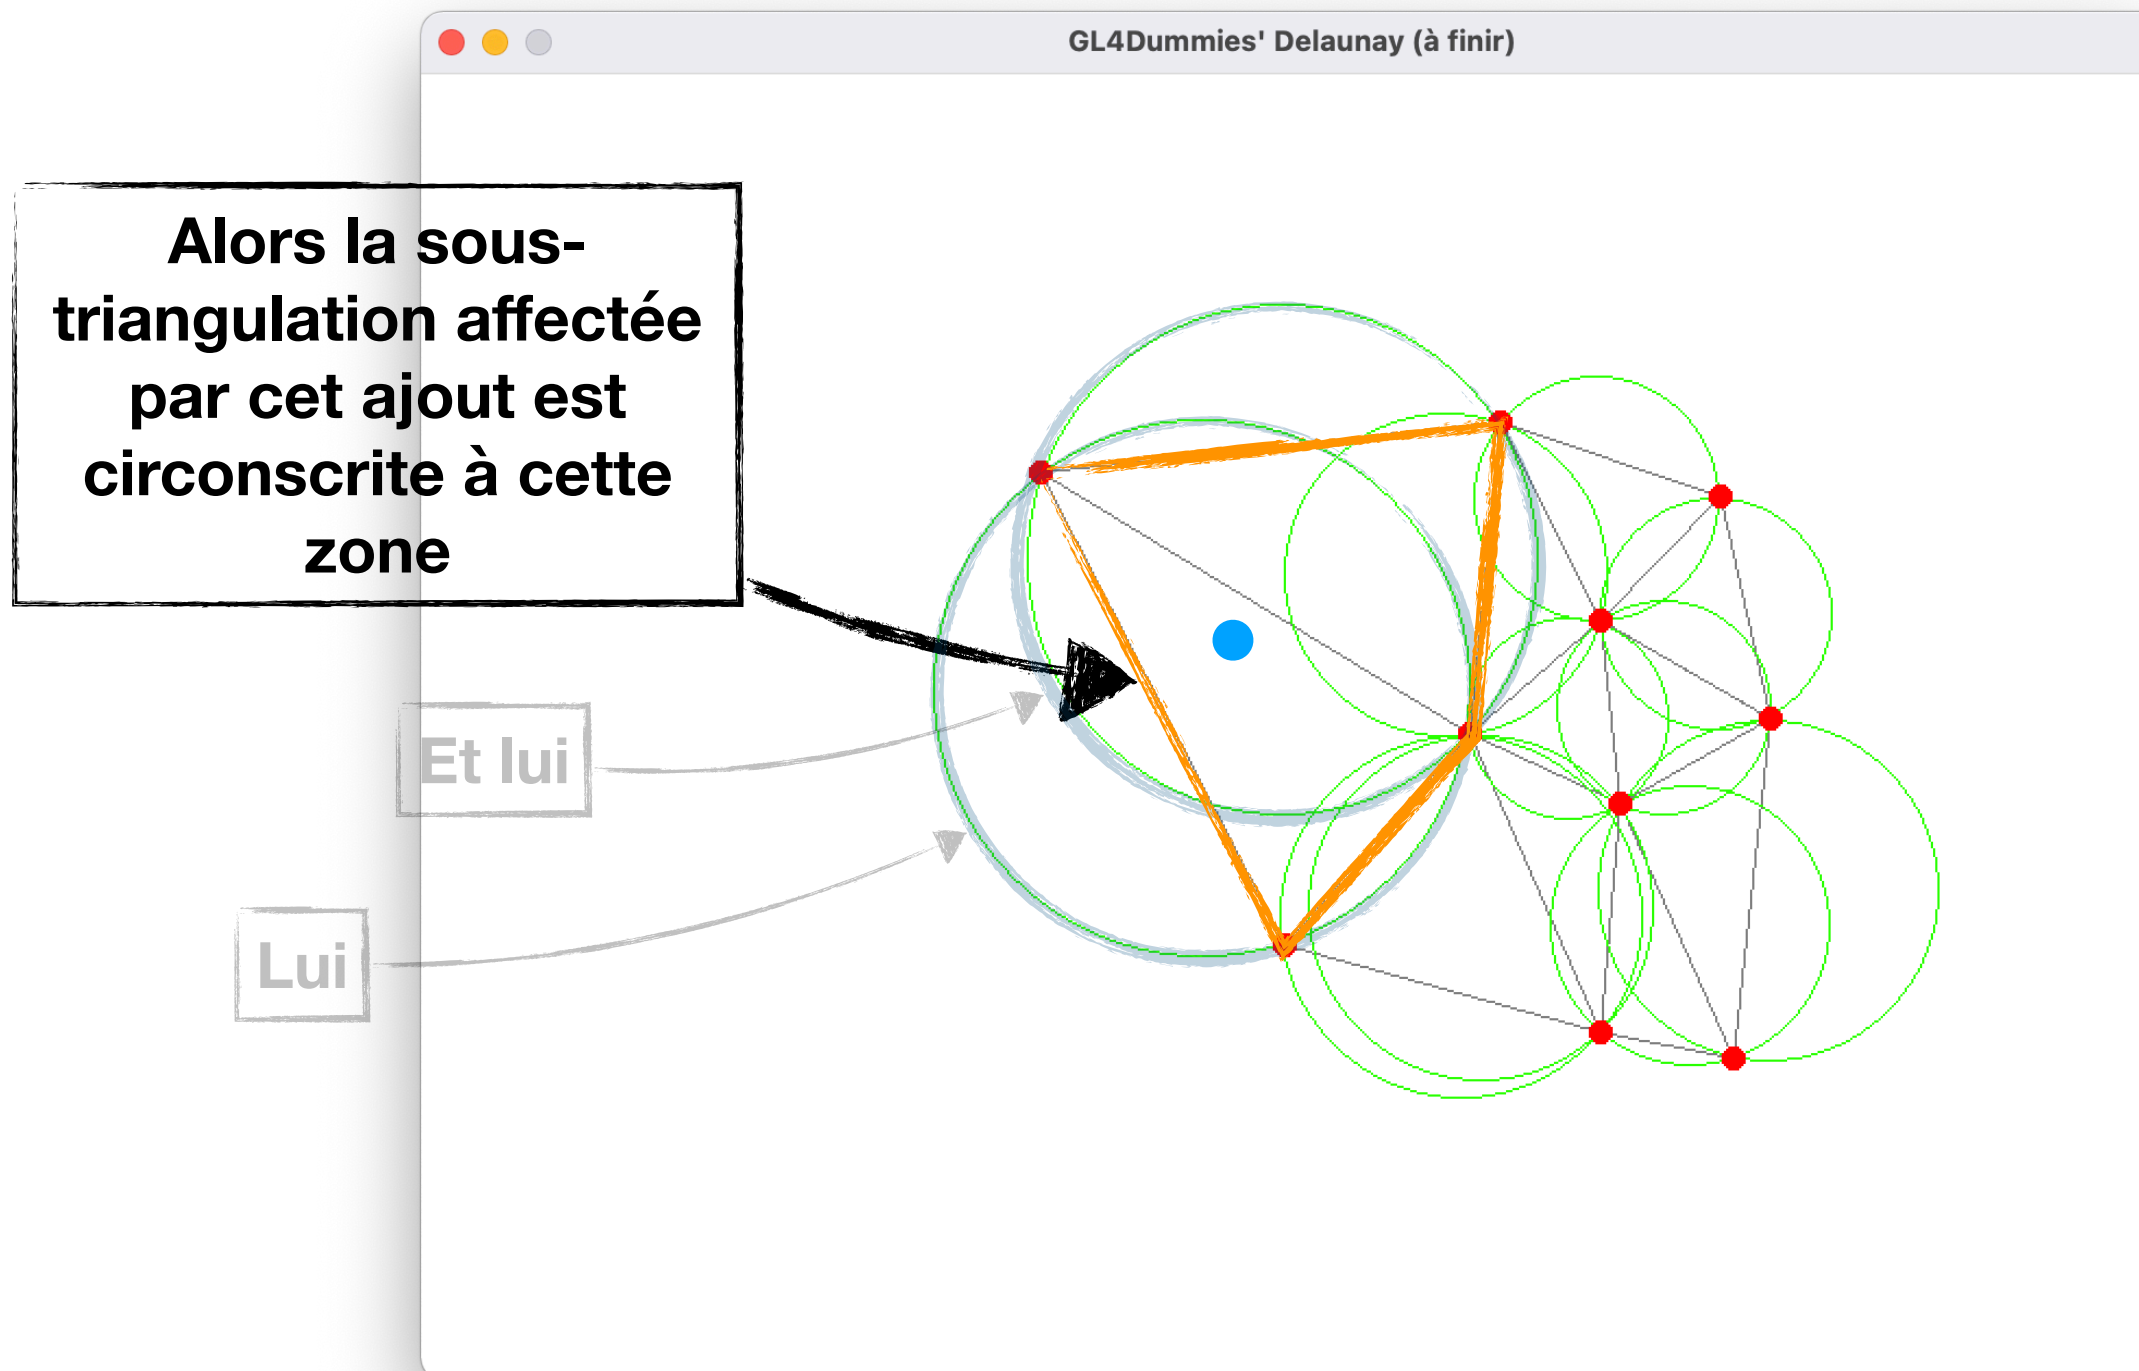 GL4Dummies' Delaunay (à finir)
Alors la sous-
triangulation affectée
par cet ajout est
circonscrite à cette
zone
Et lui
Lui